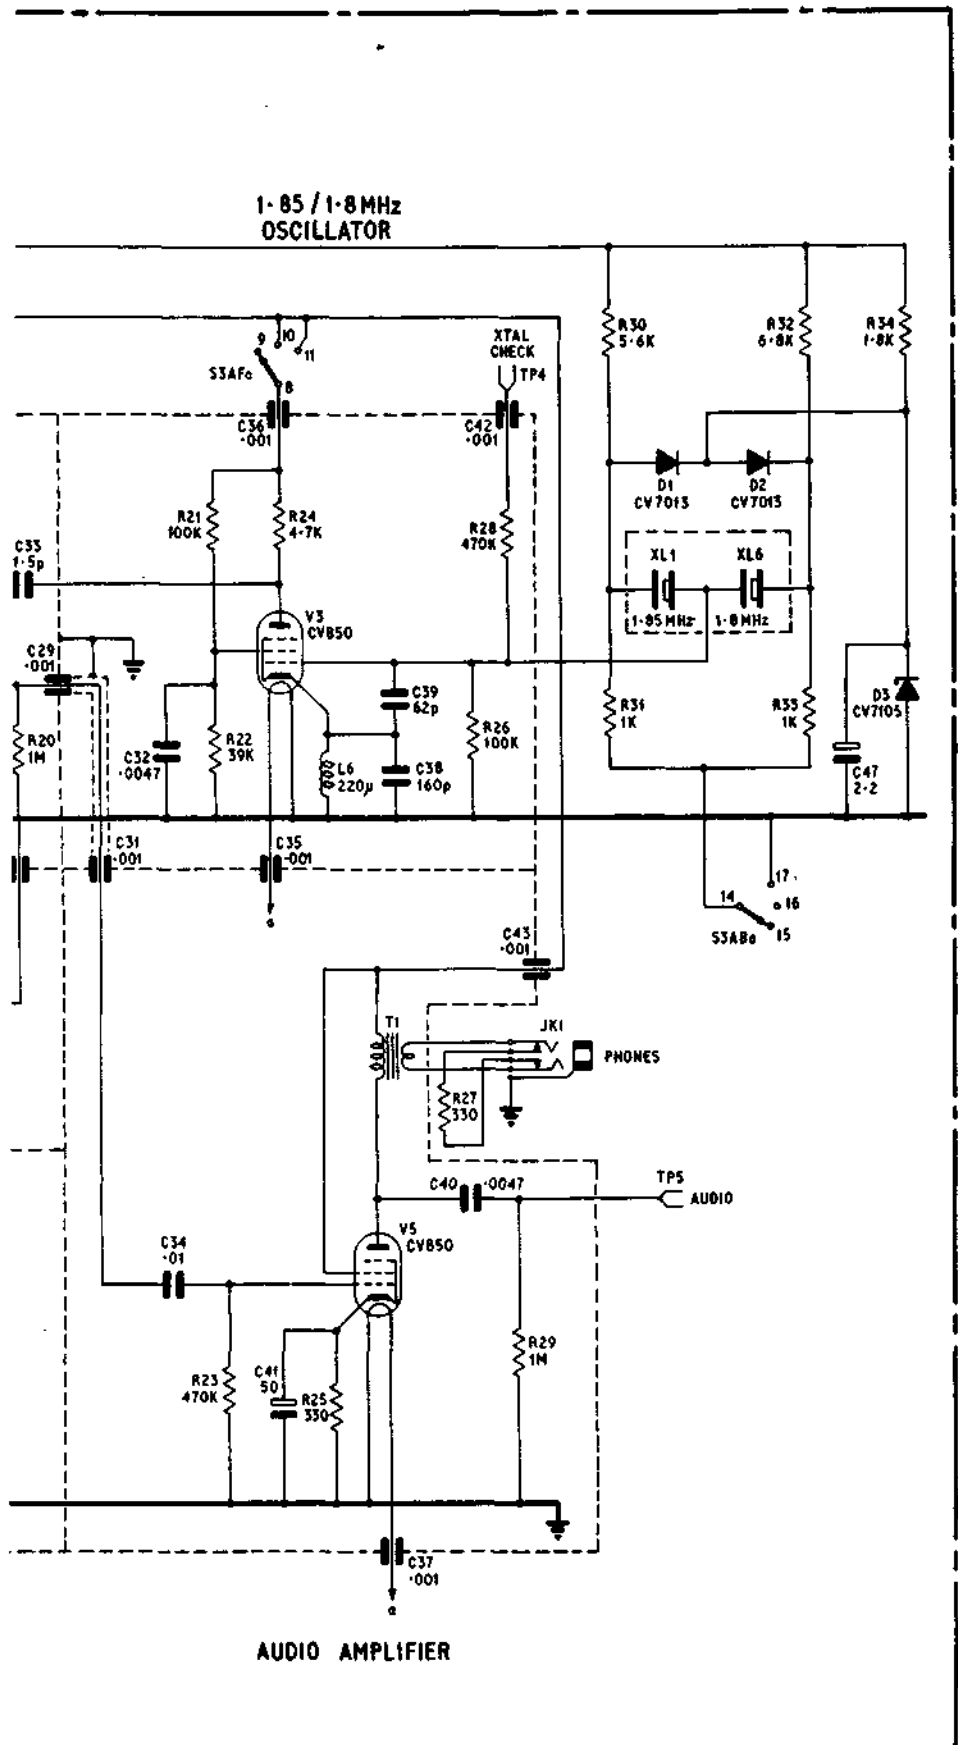 1·85 / 1·8 MHz
OSCILLATOR
R30
5·6K
R32
6·8K
R34
1·8K
9
10
11
S3AFa
8
XTAL
CHECK
TP4
C36
·001
C42
·001
D1
CV7013
D2
CV7013
R21
100K
R24
4·7K
R28
470K
C33
1·5p
XL1
XL6
1·85 MHz
1·8 MHz
V3
CV850
C29
·001
C39
62p
R26
100K
R31
1K
R33
1K
D3
CV7105
R20
1M
C32
·0047
R22
39K
L6
220µ
C38
160p
C47
2·2
C31
·001
C35
·001
a
17
14
16
15
S3ABa
C43
·001
T1
JK1
PHONES
R27
330
C40
·0047
TP5
AUDIO
V5
CV850
C34
·01
R29
1M
R23
470K
C41
50
R25
330
C37
·001
a
AUDIO AMPLIFIER